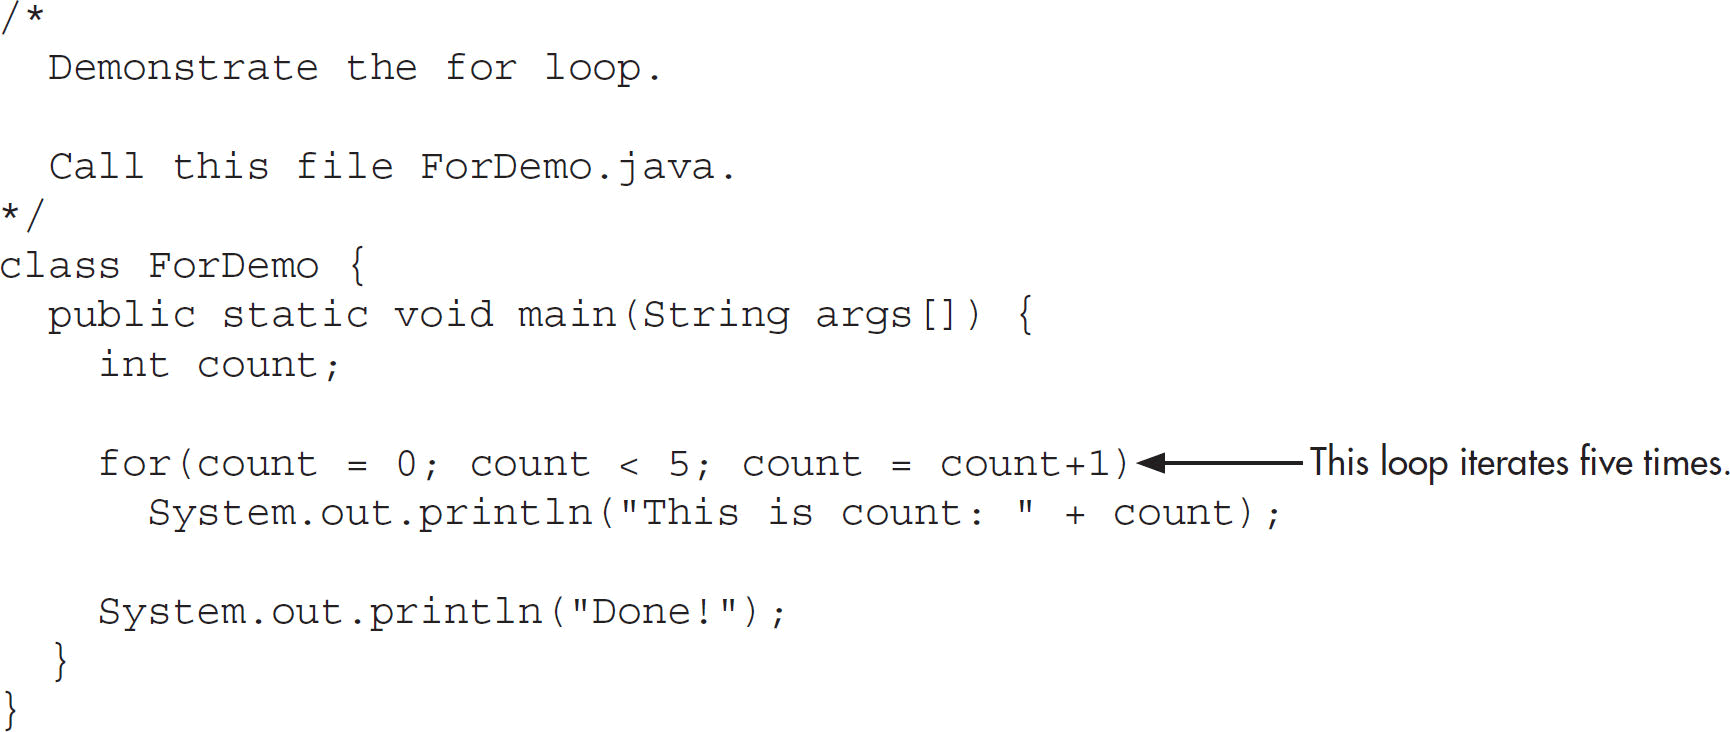 /*
  Demonstrate the for loop.

  Call this file ForDemo.java.
*/
class ForDemo {
  public static void main(String args[]) {
    int count;

    for(count = 0; count < 5; count = count+1) This loop iterates five times.
      System.out.println("This is count: " + count);

    System.out.println("Done!");
  }
}